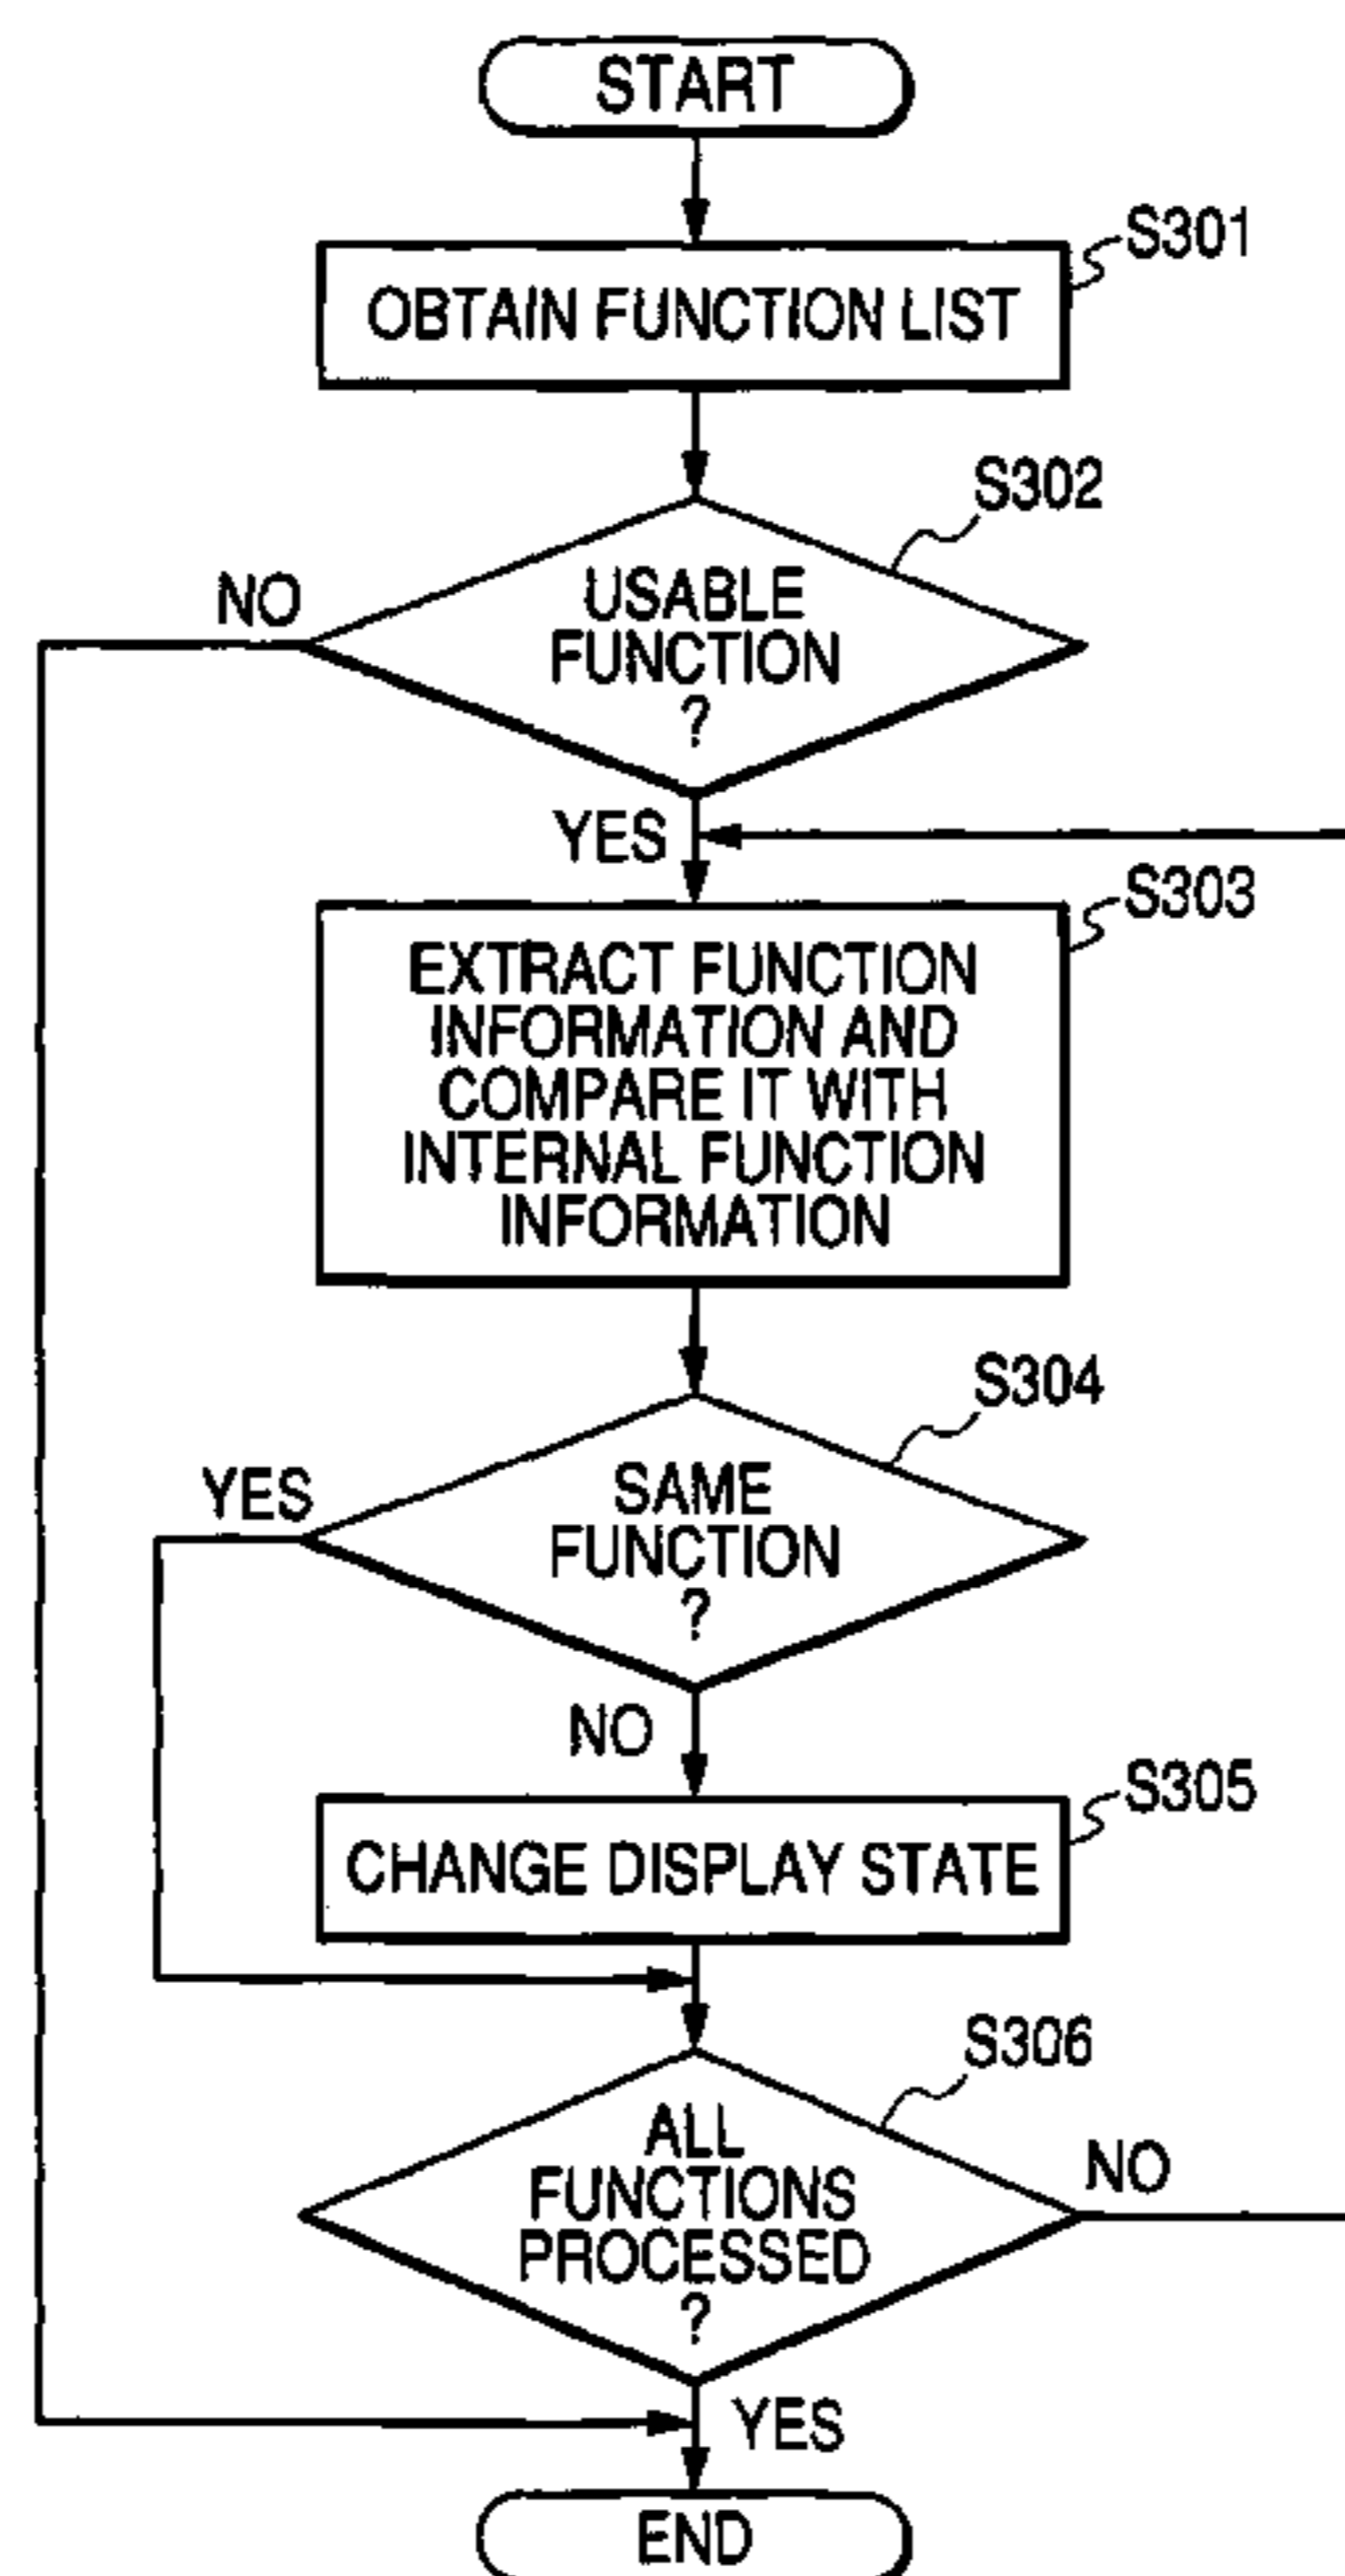 START
S301
OBTAIN FUNCTION LIST
S302
NO
USABLE
FUNCTION
?
YES
S303
EXTRACT FUNCTION
INFORMATION AND
COMPARE IT WITH
INTERNAL FUNCTION
INFORMATION
S304
YES
SAME
FUNCTION
?
NO
S305
CHANGE DISPLAY STATE
S306
ALL
FUNCTIONS
PROCESSED
?
NO
YES
END